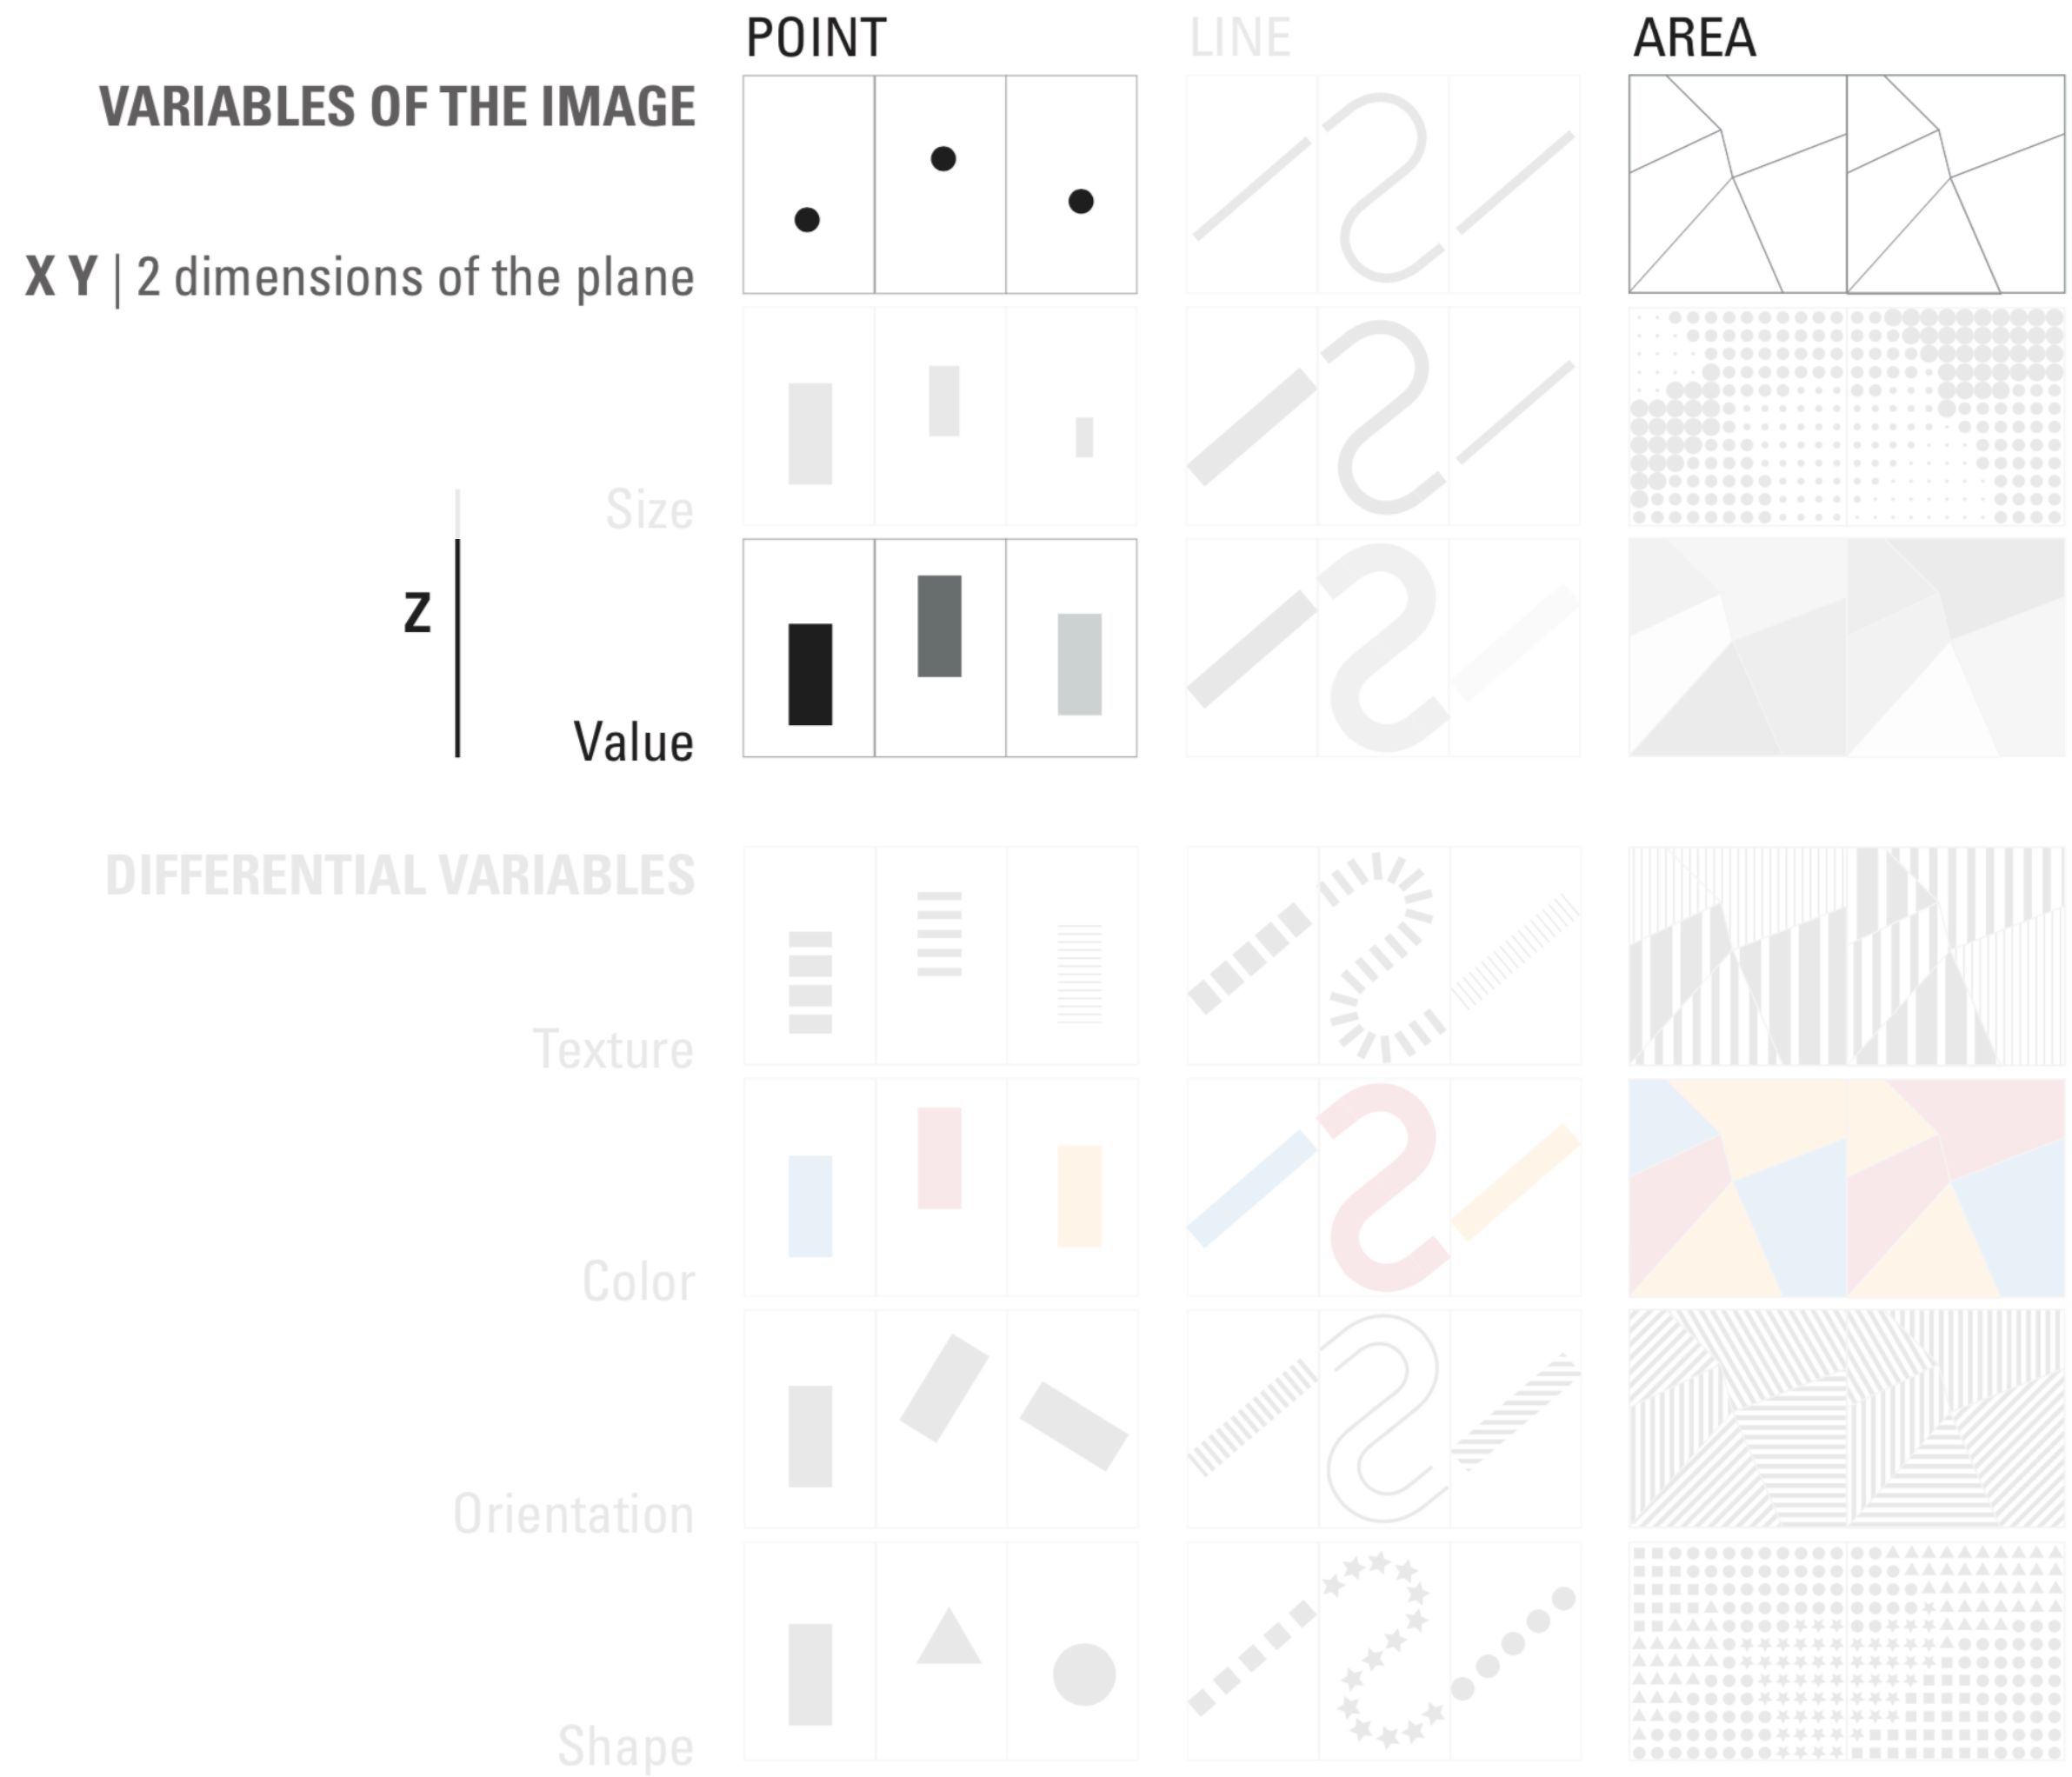 POINT
LINE
AREA
VARIABLES OF THE IMAGE
X Y | 2 dimensions of the plane
Size
Z
Value
DIFFERENTIAL VARIABLES
Texture
Color
Orientation
Shape